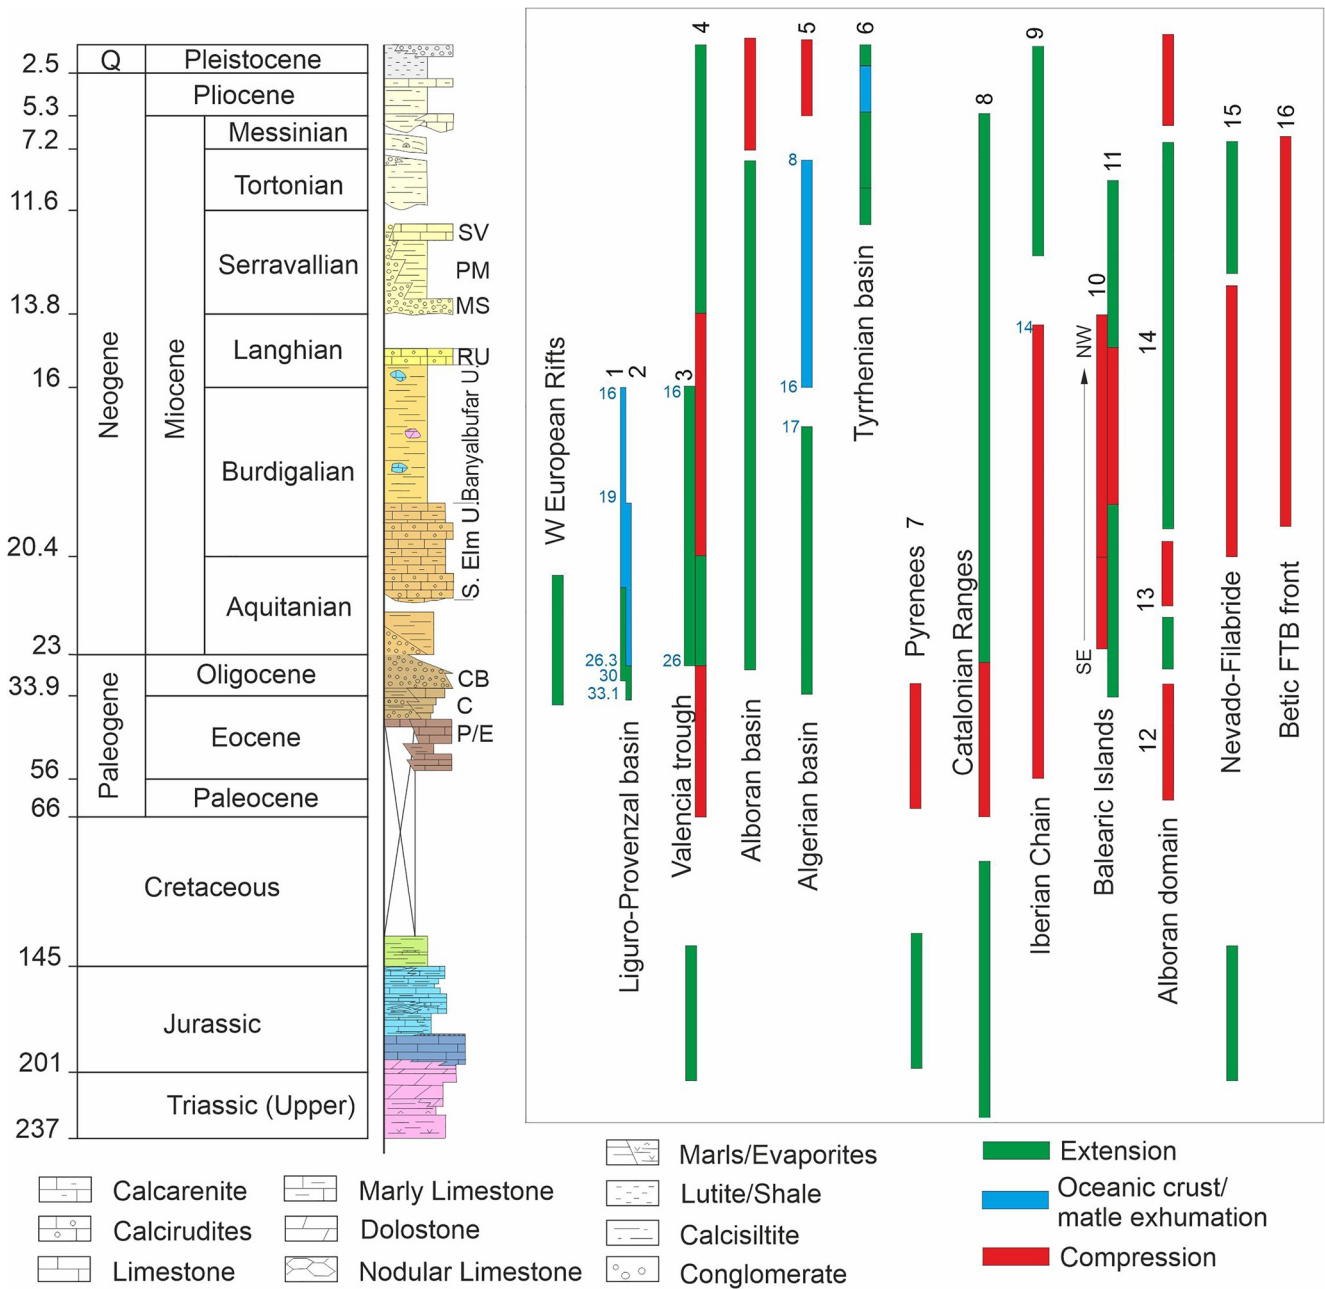 2.5
5.3
7.2
11.6
13.8
16
20.4
23
33.9
56
66
145
201
237
Q
Pleistocene
Neogene
Pliocene
Miocene
Messinian
Tortonian
Serravallian
Langhian
Burdigalian
Aquitanian
Paleogene
Oligocene
Eocene
Paleocene
Cretaceous
Jurassic
Triassic (Upper)
SV
PM
MS
RU
Banyalbufar U.
S. Elm U.
CB
C
P/E
W European Rifts
1
2
16
19
26.3
30
33.1
Liguro-Provenzal basin
3
4
16
26
Valencia trough
Alboran basin
5
8
16
17
Algerian basin
6
Tyrrhenian basin
Pyrenees 7
8
Catalonian Ranges
9
14
Iberian Chain
10
11
NW
SE
Balearic Islands
14
13
12
Alboran domain
15
Nevado-Filabride
16
Betic FTB front
Calcarenite
Calcirudites
Limestone
Marly Limestone
Dolostone
Nodular Limestone
Marls/Evaporites
Lutite/Shale
Calcisiltite
Conglomerate
Extension
Oceanic crust/
matle exhumation
Compression